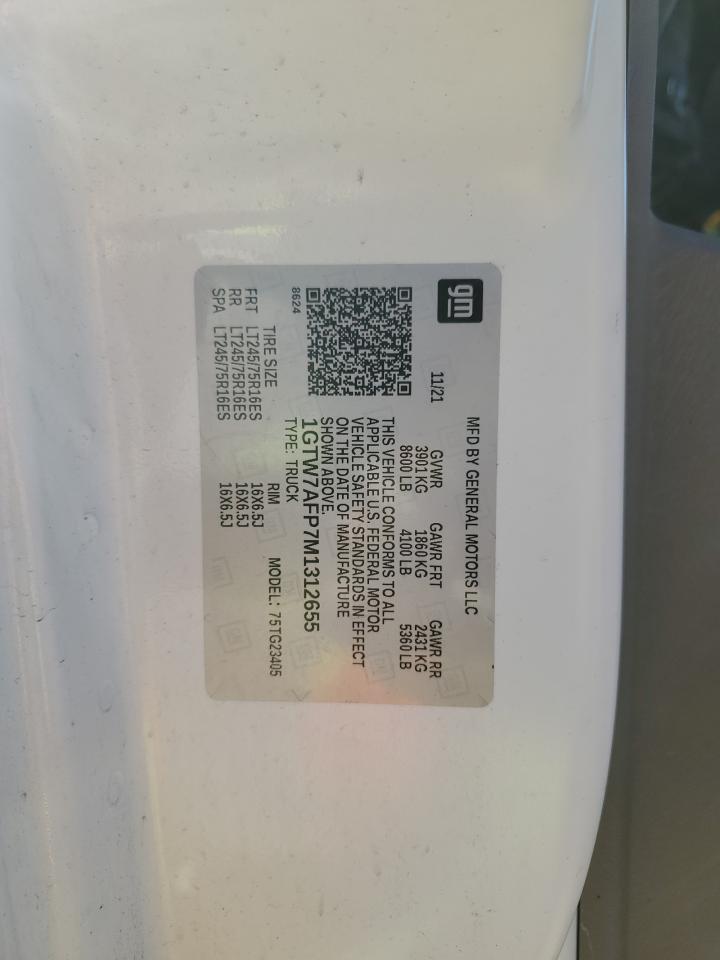 gm
MFD BY GENERAL MOTORS LLC
11/21 GVWR GAWR FRT GAWR RR
3901 KG 1860 KG 2431 KG
8600 LB 4100 LB 5360 LB
THIS VEHICLE CONFORMS TO ALL
APPLICABLE U.S. FEDERAL MOTOR
VEHICLE SAFETY STANDARDS IN EFFECT
ON THE DATE OF MANUFACTURE
SHOWN ABOVE.
8624
1GTW7AFP7M1312655
TYPE: TRUCK MODEL: 75TG23405
TIRE SIZE RIM
FRT LT245/75R16ES 16X6.5J
RR LT245/75R16ES 16X6.5J
SPA LT245/75R16ES 16X6.5J